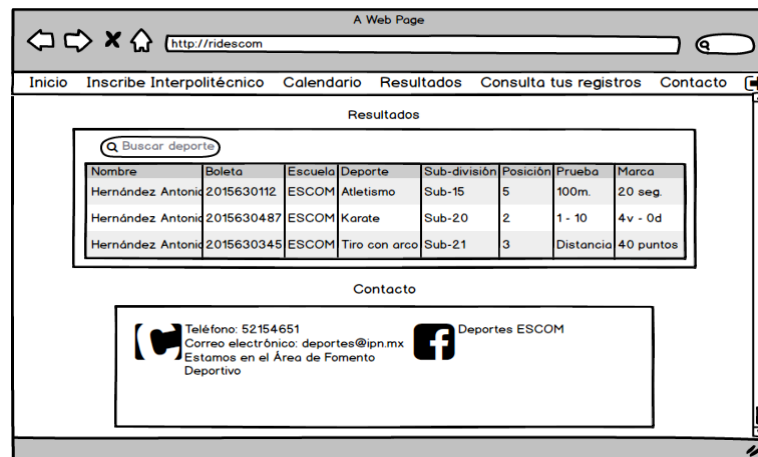 A Web Page
http://ridescom
Inicio Inscribe Interpolitécnico Calendario Resultados Consulta tus registros Contacto
Resultados
Buscar deporte
Nombre Boleta Escuela Deporte Sub-división Posición Prueba Marca
Hernández Antonio 2015630112 ESCOM Atletismo Sub-15 5 100m. 20 seg.
Hernández Antonio 2015630487 ESCOM Karate Sub-20 2 1 - 10 4v - 0d
Hernández Antonio 2015630345 ESCOM Tiro con arco Sub-21 3 Distancia 40 puntos
Contacto
Teléfono: 52154651
Correo electrónico: deportes@ipn.mx
Estamos en el Área de Fomento
Deportivo
Deportes ESCOM